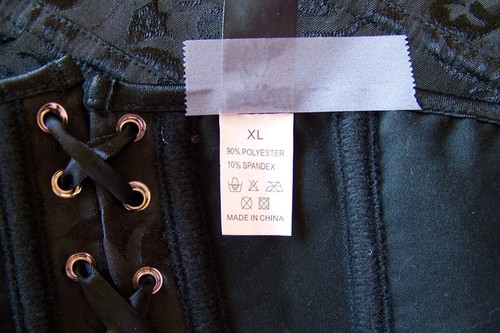 XL
90% POLYESTER
10% SPANDEX
MADE IN CHINA